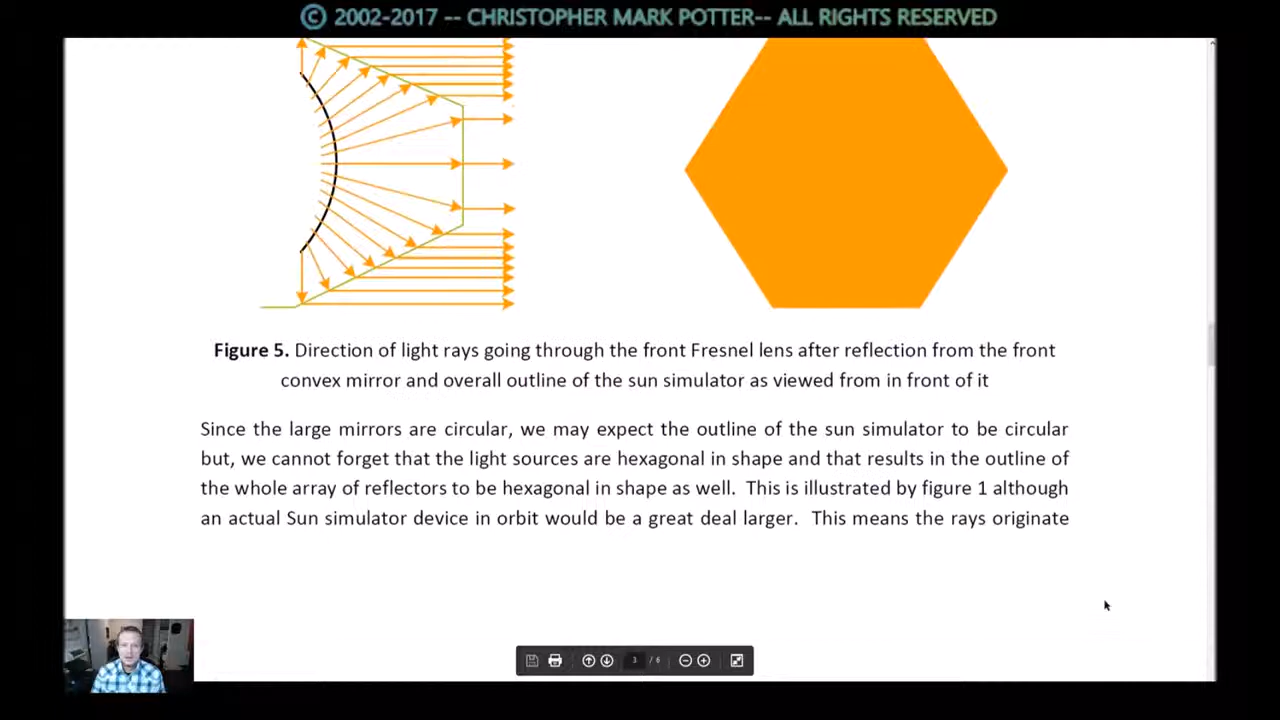 © 2002-2017 -- CHRISTOPHER MARK POTTER-- ALL RIGHTS RESERVED
Figure 5. Direction of light rays going through the front Fresnel lens after reflection from the front
convex mirror and overall outline of the sun simulator as viewed from in front of it
Since the large mirrors are circular, we may expect the outline of the sun simulator to be circular
but, we cannot forget that the light sources are hexagonal in shape and that results in the outline of
the whole array of reflectors to be hexagonal in shape as well.  This is illustrated by figure 1 although
an actual Sun simulator device in orbit would be a great deal larger.  This means the rays originate
3 / 6